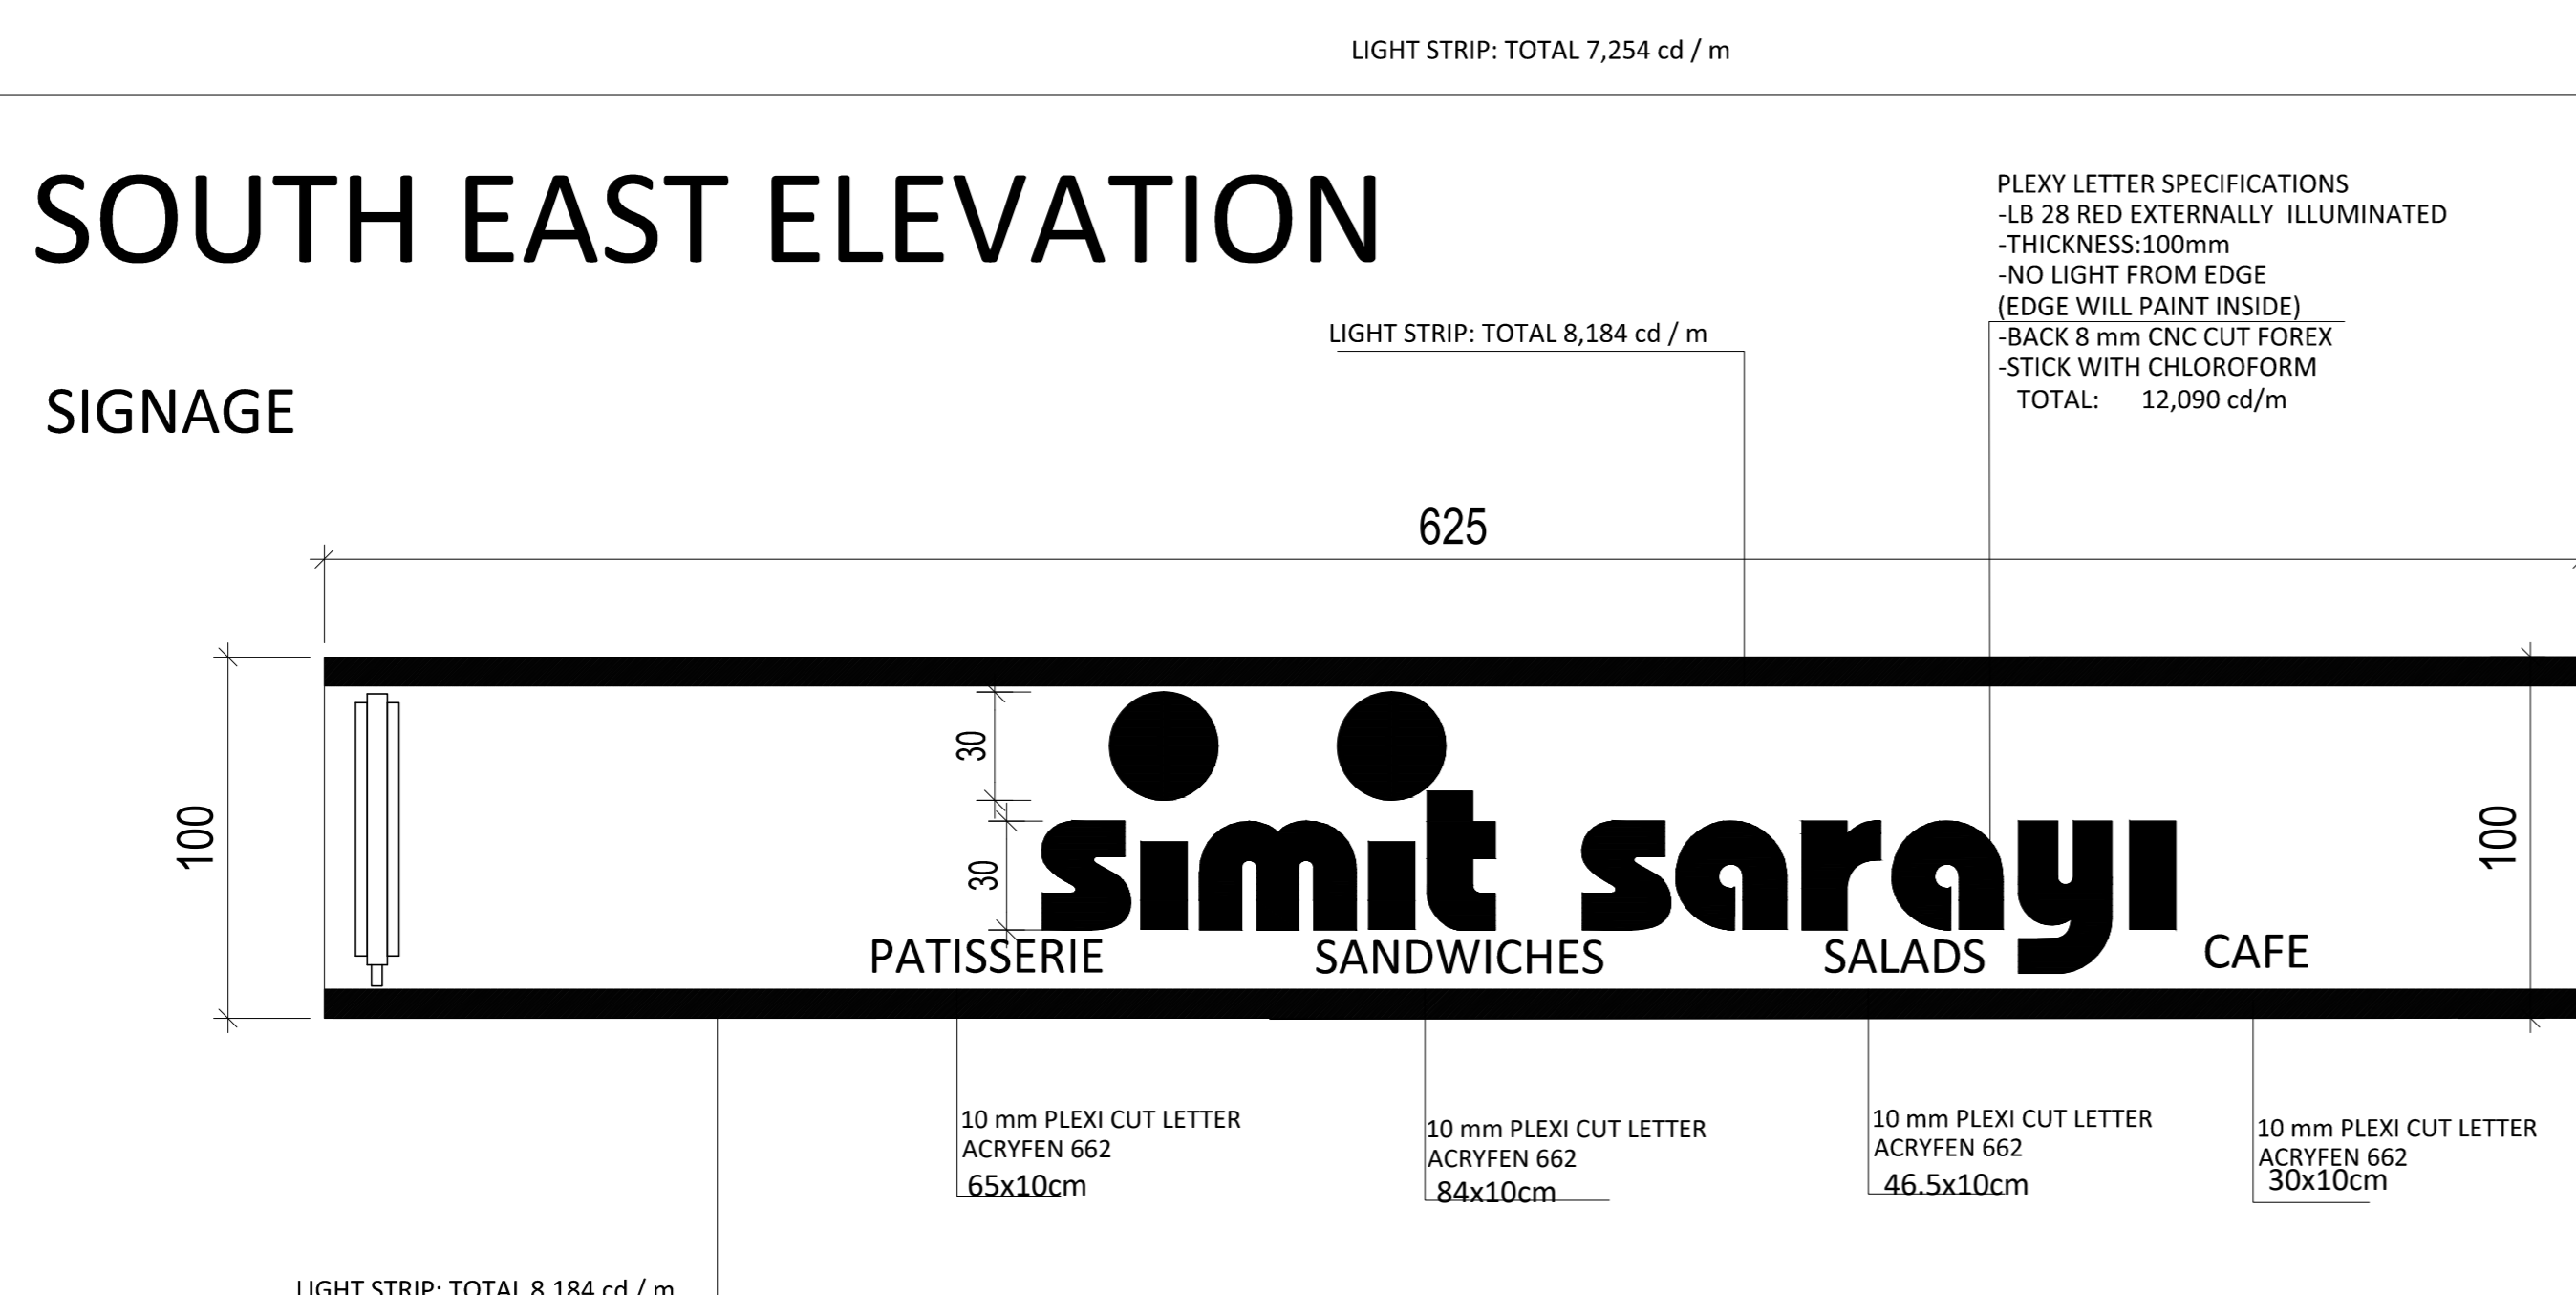 LIGHT STRIP: TOTAL 7,254 cd / m
SOUTH EAST ELEVATION
SIGNAGE
PLEXY LETTER SPECIFICATIONS
-LB 28 RED EXTERNALLY ILLUMINATED
-THICKNESS:100mm
-NO LIGHT FROM EDGE
(EDGE WILL PAINT INSIDE)
-BACK 8 mm CNC CUT FOREX
-STICK WITH CHLOROFORM
TOTAL: 12,090 cd/m
LIGHT STRIP: TOTAL 8,184 cd / m
625
100
30
30
simit sarayı
100
PATISSERIE SANDWICHES SALADS CAFE
10 mm PLEXI CUT LETTER
ACRYFEN 662
65x10cm
10 mm PLEXI CUT LETTER
ACRYFEN 662
84x10cm
10 mm PLEXI CUT LETTER
ACRYFEN 662
46.5x10cm
10 mm PLEXI CUT LETTER
ACRYFEN 662
30x10cm
LIGHT STRIP: TOTAL 8,184 cd / m